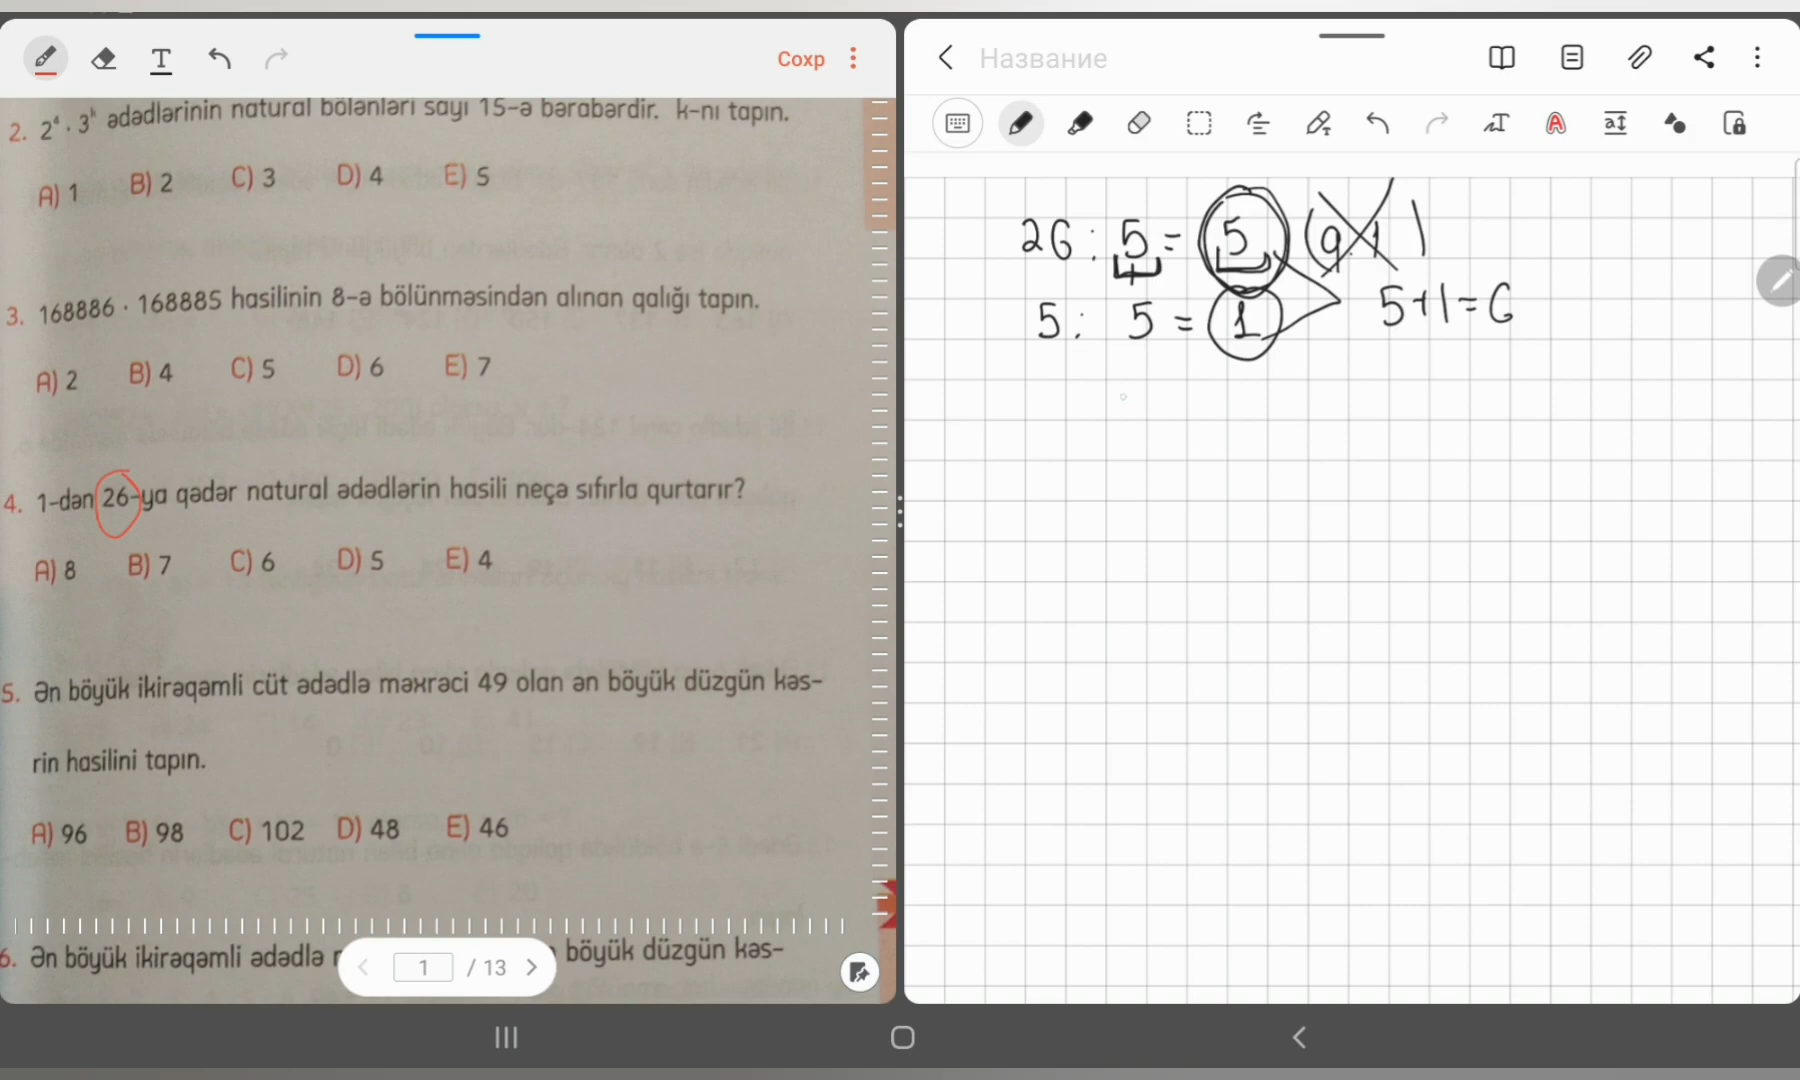 Сохр
2. 2⁴ · 3ᵏ ədədlərinin natural bölənləri sayı 15-ə bərabərdir. k-nı tapın.
A) 1 B) 2 C) 3 D) 4 E) 5
3. 168886 · 168885 hasilinin 8-ə bölünməsindən alınan qalığı tapın.
A) 2 B) 4 C) 5 D) 6 E) 7
4. 1-dən 26-ya qədər natural ədədlərin hasili neçə sıfırla qurtarır?
A) 8 B) 7 C) 6 D) 5 E) 4
5. Ən böyük ikirəqəmli cüt ədədlə məxrəci 49 olan ən böyük düzgün kəs-
rin hasilini tapın.
A) 96 B) 98 C) 102 D) 48 E) 46
6. Ən böyük ikirəqəmli ədədlə böyük düzgün kəs-
1 / 13
Название
26 : 5 = 5 (q.1)
5 : 5 = 1
5+1=6